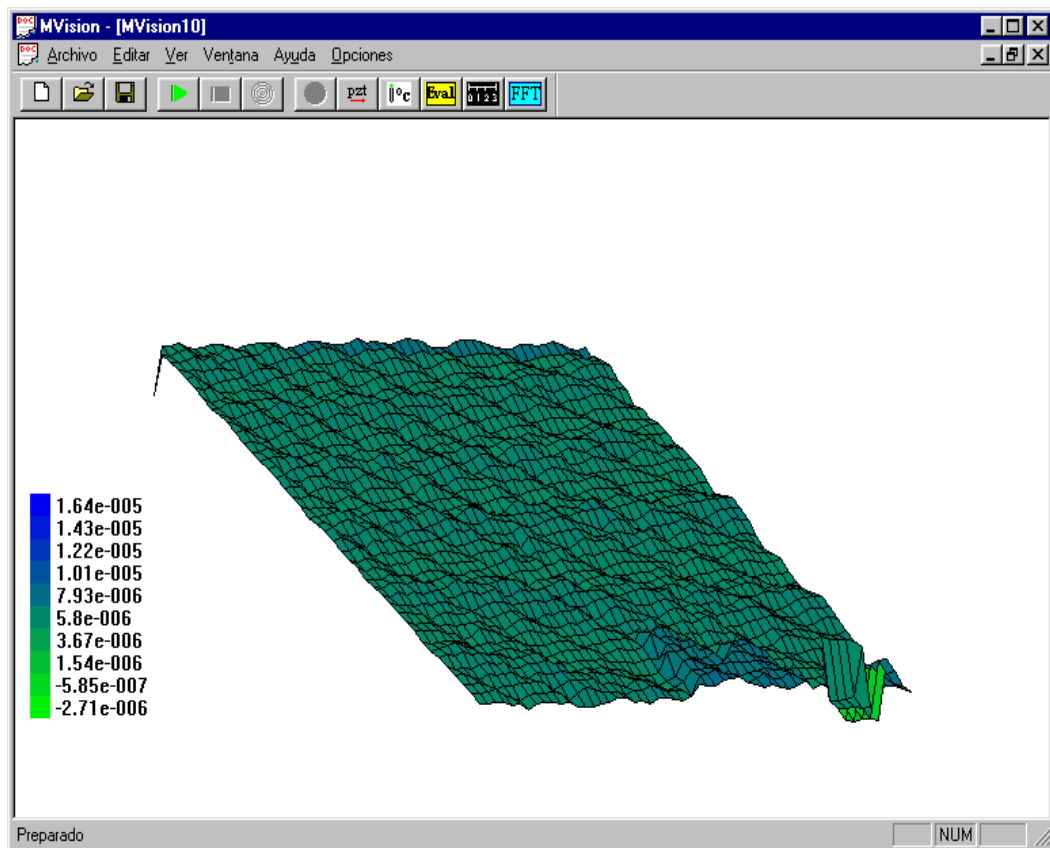 MVision - [MVision10]
Archivo Editar Ver Ventana Ayuda Opciones
pzt °c Eval 0123 FFT
1.64e-005
1.43e-005
1.22e-005
1.01e-005
7.93e-006
5.8e-006
3.67e-006
1.54e-006
-5.85e-007
-2.71e-006
Preparado NUM